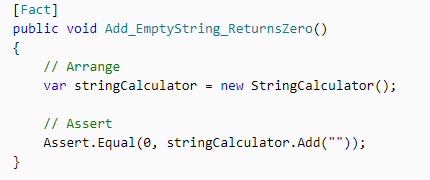 [Fact]
public void Add_EmptyString_ReturnsZero()
{
    // Arrange
    var stringCalculator = new StringCalculator();

    // Assert
    Assert.Equal(0, stringCalculator.Add(""));
}